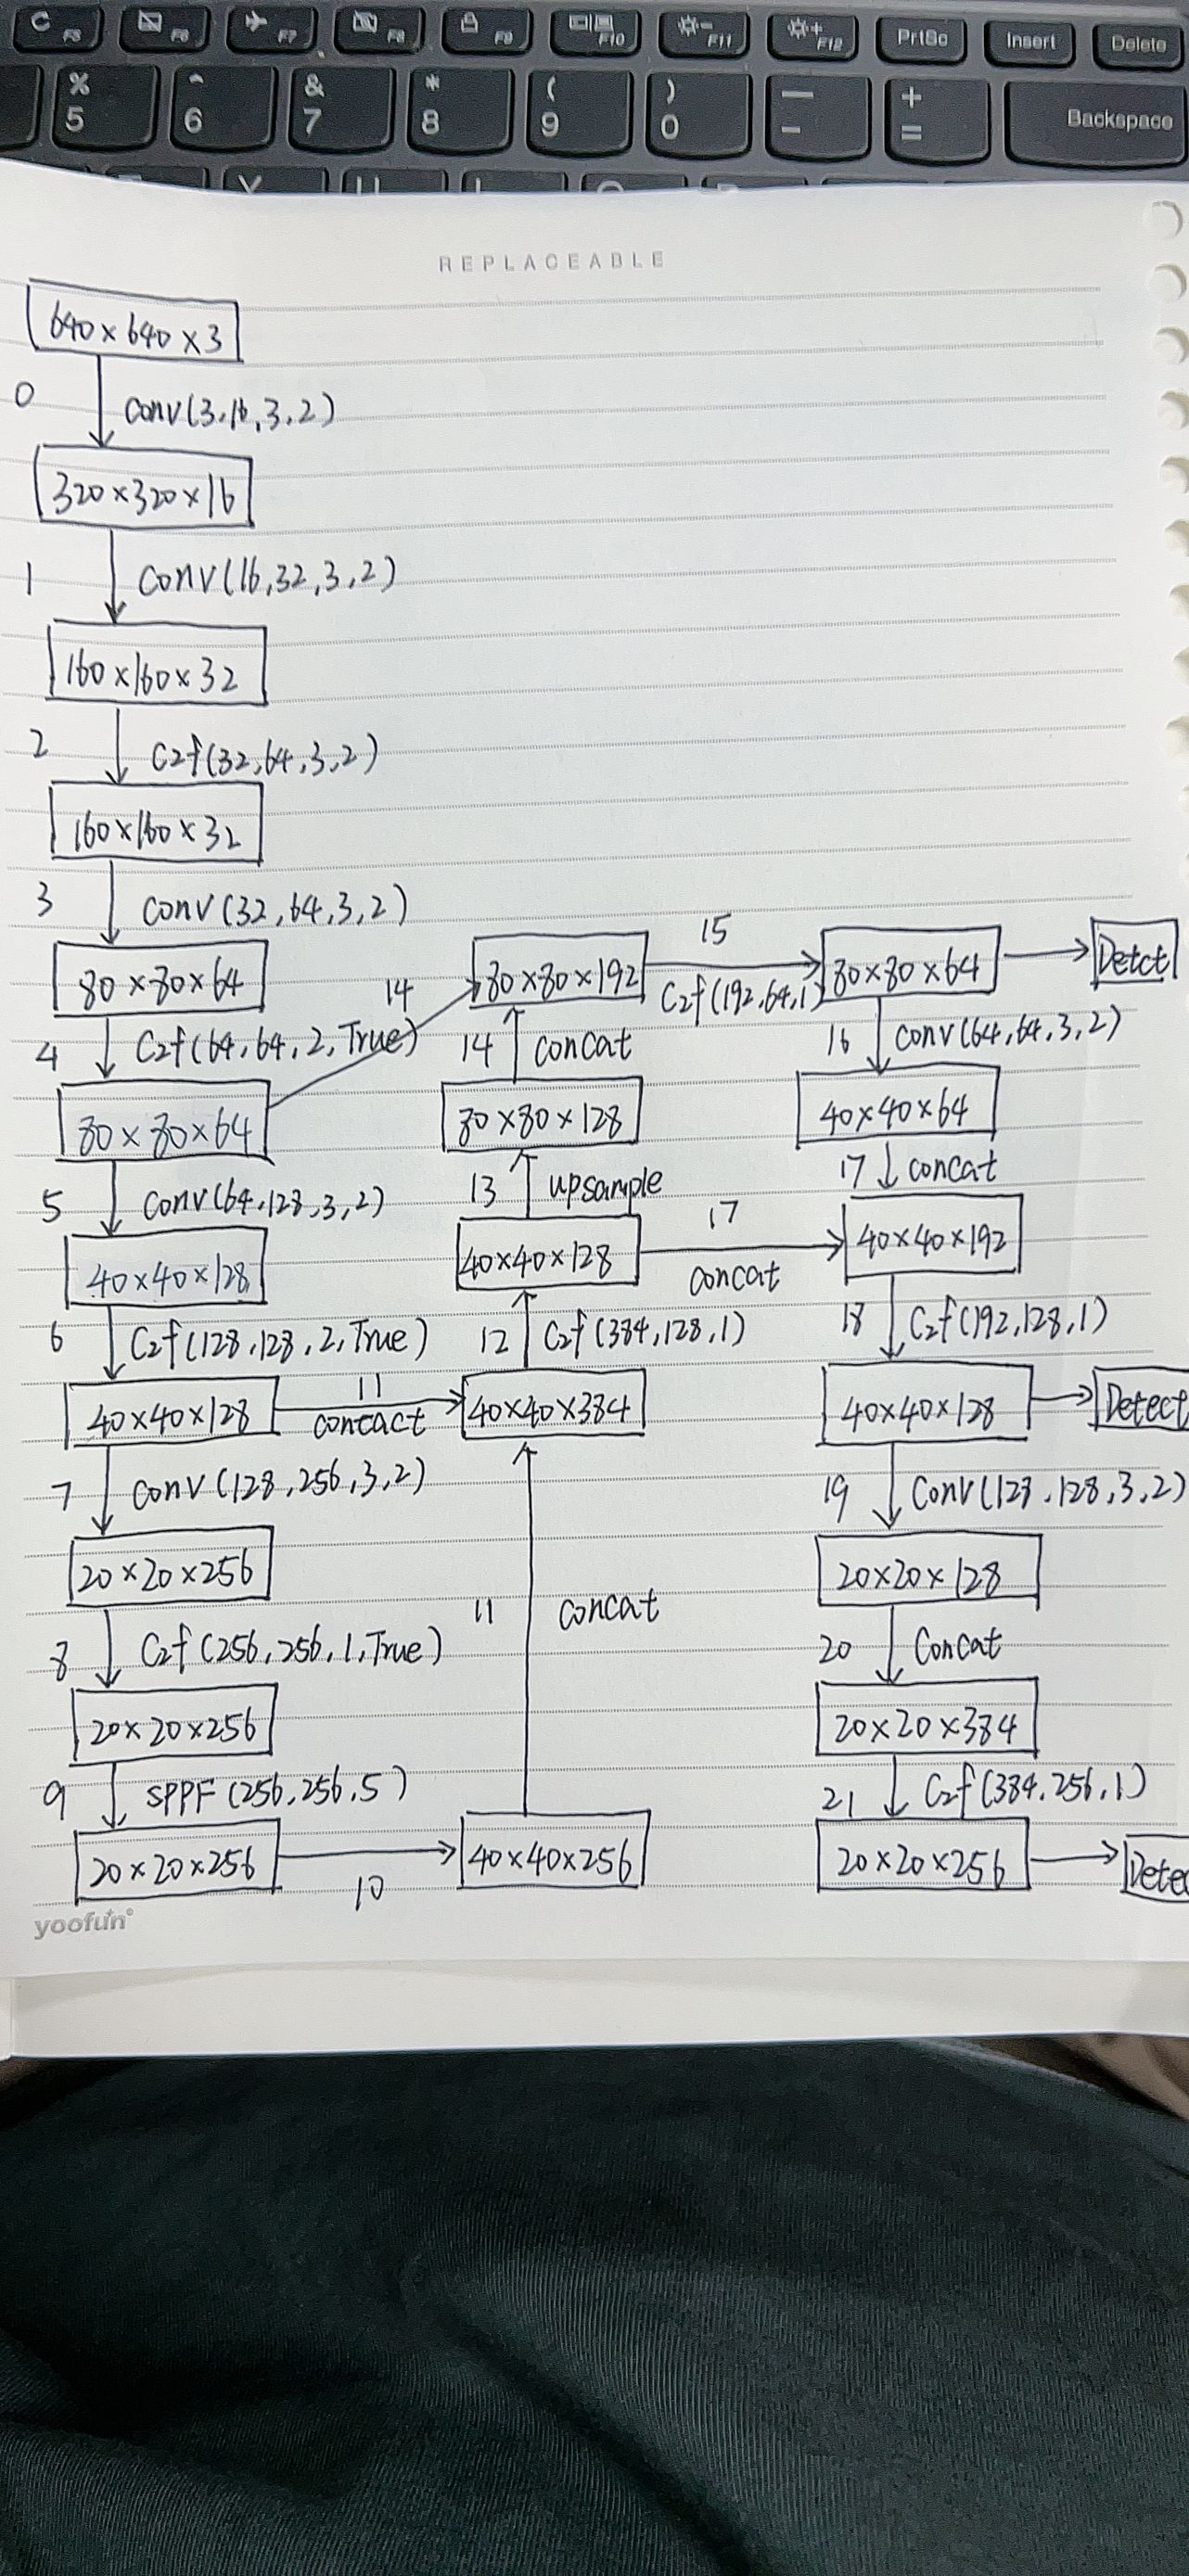 C F5
F6
F7
F8
F9
F10
F11
F12
PrtSc
Insert
Delete
% 5
^ 6
& 7
* 8
( 9
) 0
— -
+ =
Backspace
REPLACEABLE
640×640×3
0
Conv(3,16,3,2)
320×320×16
1
Conv(16,32,3,2)
160×160×32
2
C2f(32,64,3,2)
160×160×32
3
Conv(32,64,3,2)
80×80×64
4
C2f(64,64,2,True)
80×80×64
5
Conv(64,128,3,2)
40×40×128
6
C2f(128,128,2,True)
40×40×128
7
Conv(128,256,3,2)
20×20×256
8
C2f(256,256,1,True)
20×20×256
9
SPPF(256,256,5)
20×20×256
10
14
80×80×192
14
concat
80×80×128
13
upsample
40×40×128
12
C2f(384,128,1)
11
contact
40×40×384
11
concat
40×40×256
15
C2f(192,64,1)
80×80×64
Detct
16
Conv(64,64,3,2)
40×40×64
17
concat
17
concat
40×40×192
18
C2f(192,128,1)
40×40×128
Detect
19
Conv(128,128,3,2)
20×20×128
20
Concat
20×20×384
21
C2f(384,256,1)
20×20×256
Detec
yoofun